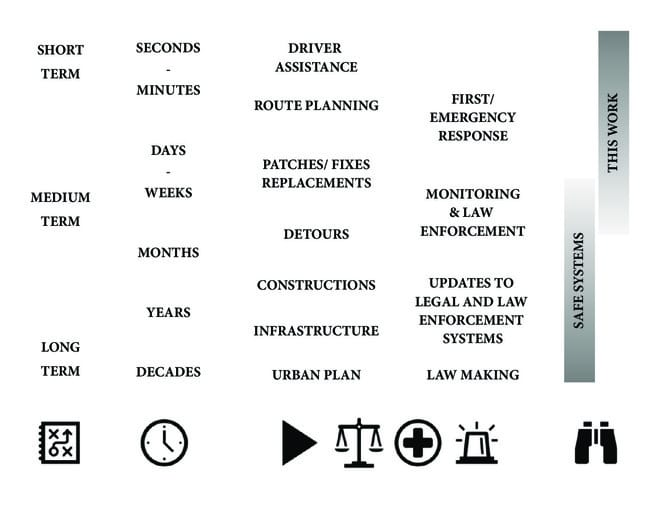 SHORT
TERM
SECONDS
-
MINUTES
DRIVER
ASSISTANCE
ROUTE PLANNING
FIRST/
EMERGENCY
RESPONSE
DAYS
-
WEEKS
PATCHES/ FIXES
REPLACEMENTS
MEDIUM
TERM
MONITORING
& LAW
ENFORCEMENT
DETOURS
MONTHS
CONSTRUCTIONS
UPDATES TO
LEGAL AND LAW
ENFORCEMENT
SYSTEMS
YEARS
INFRASTRUCTURE
LONG
TERM
DECADES
URBAN PLAN
LAW MAKING
THIS WORK
SAFE SYSTEMS